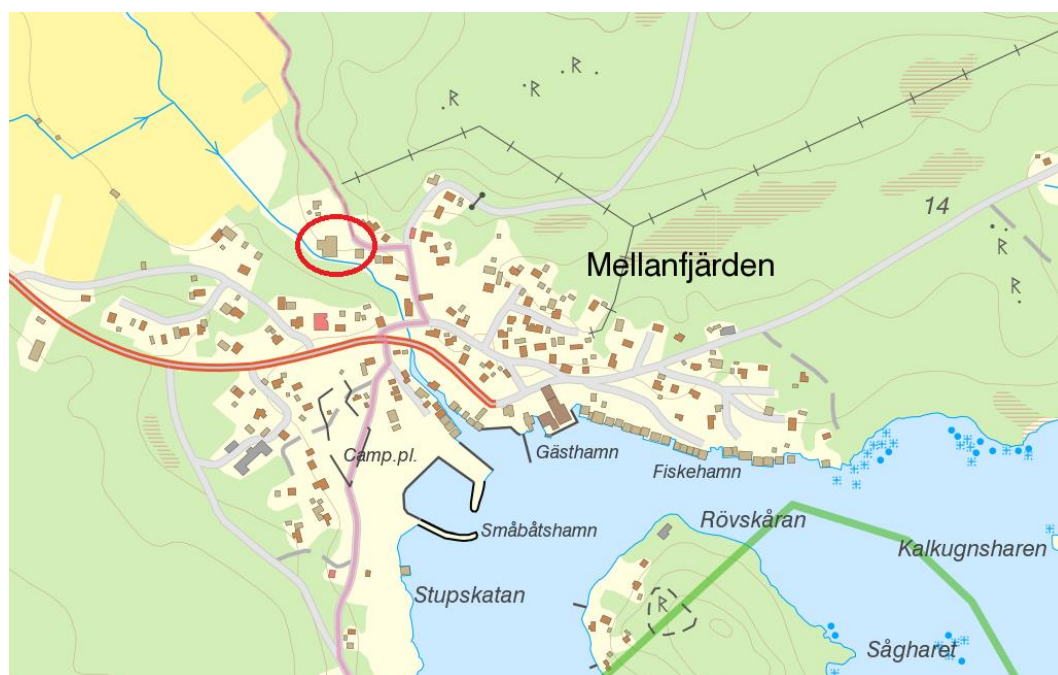 R
R
R
R
14
R
Mellanfjärden
R
R
Camp.pl.
Gästhamn
Fiskehamn
Småbåtshamn
Rövskåran
Kalkugnsharen
Stupskatan
R
Sågharet